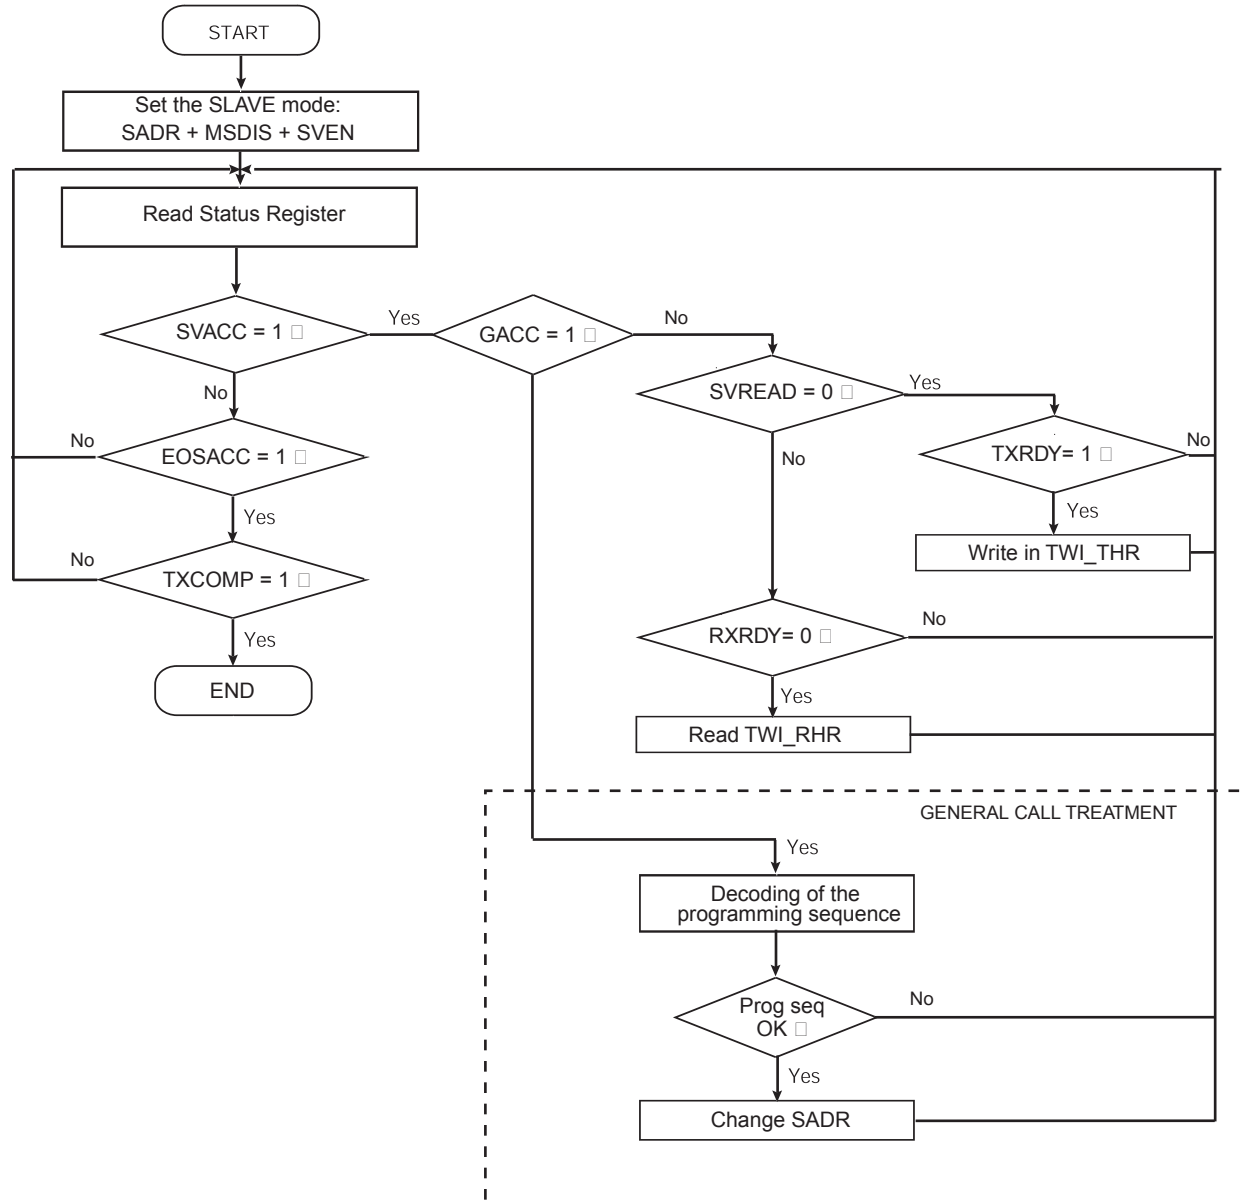 START
Set the SLAVE mode:
SADR + MSDIS + SVEN
Read Status Register
SVACC = 1 □
Yes
GACC = 1 □
No
SVREAD = 0 □
Yes
No
No
EOSACC = 1 □
No
TXRDY= 1 □
No
Yes
Yes
Write in TWI_THR
No
TXCOMP = 1 □
Yes
RXRDY= 0 □
No
END
Yes
Read TWI_RHR
GENERAL CALL TREATMENT
Yes
Decoding of the
programming sequence
Prog seq
OK □
No
Yes
Change SADR